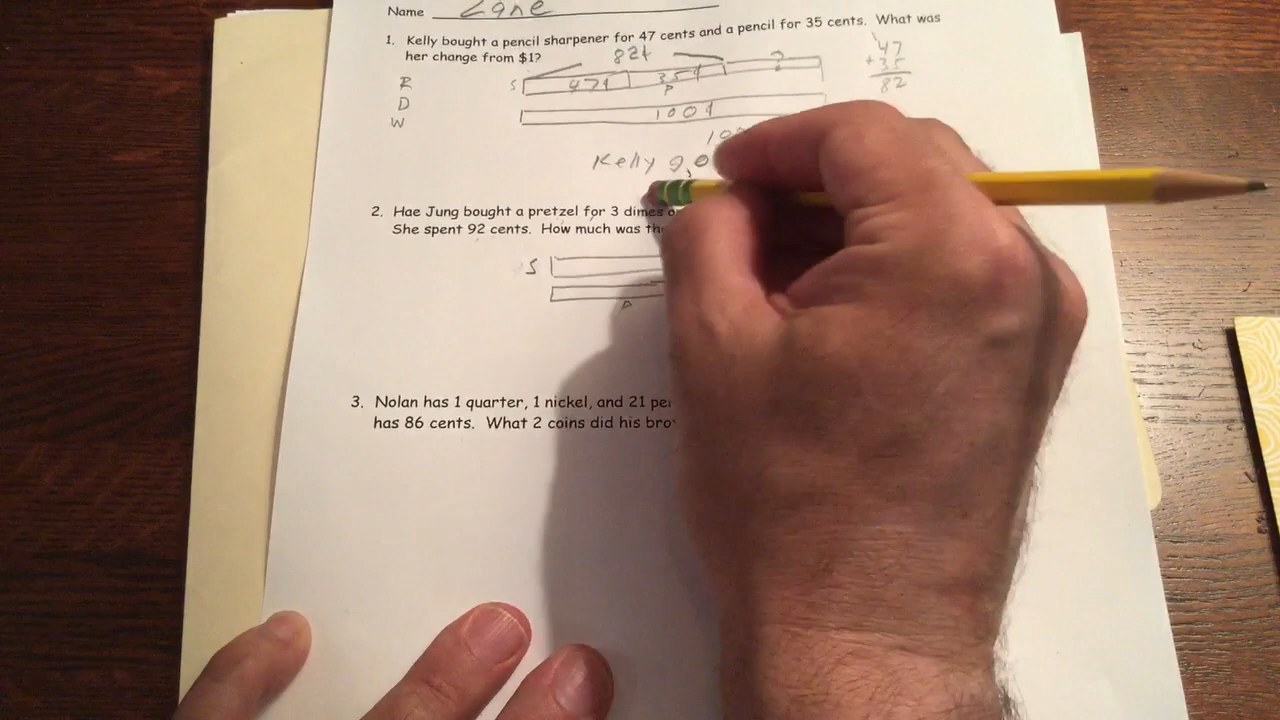 Name Zane
1. Kelly bought a pencil sharpener for 47 cents and a pencil for 35 cents. What was
her change from $1?
82¢
47
+35
82
R
D
W
S 47¢ 35¢ ?
P
100¢
Kelly
2. Hae Jung bought a pretzel for 3 dimes
She spent 92 cents. How much was
S
P
3. Nolan has 1 quarter, 1 nickel, and 21
has 86 cents. What 2 coins did his